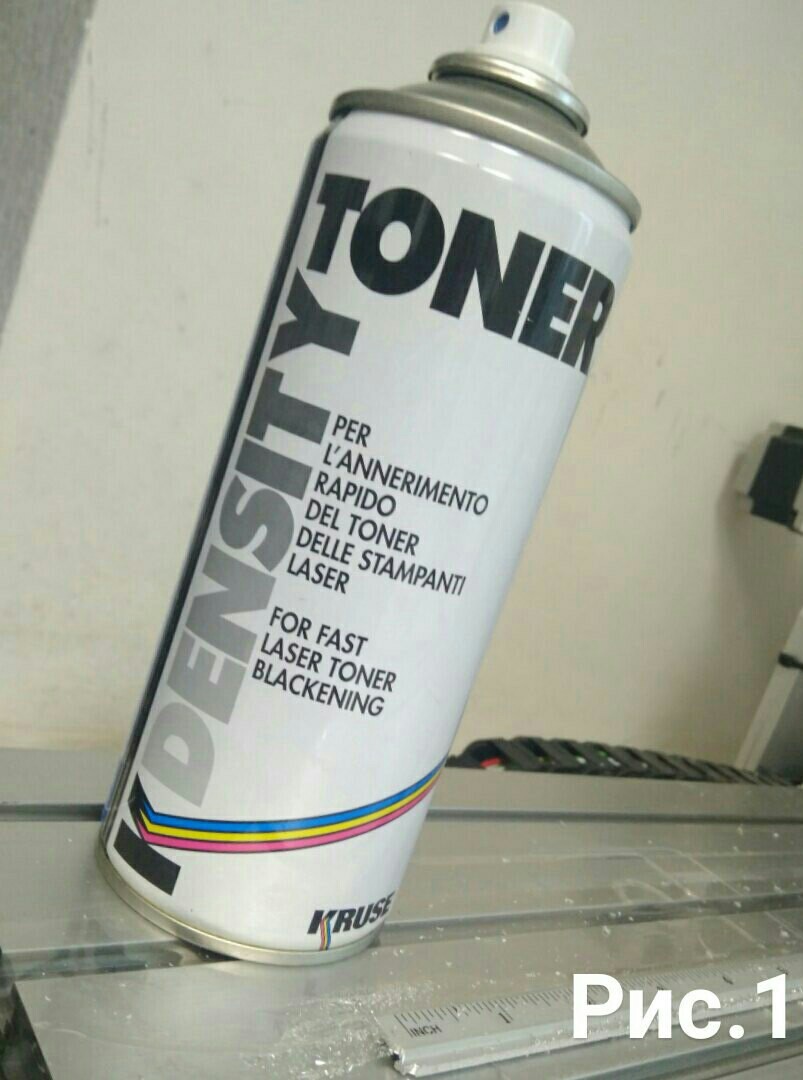 TONER
DENSITY
K
PER
L'ANNERIMENTO
RAPIDO
DEL TONER
DELLE STAMPANTI
LASER
FOR FAST
LASER TONER
BLACKENING
KRUSE
INCH
1
Рис.1